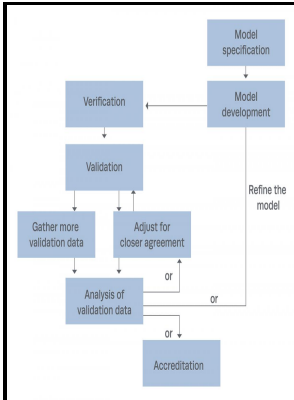 Model
specification
Verification
Model
development
Validation
Refine the
model
Gather more
validation data
Adjust for
closer agreement
or
Analysis of
validation data
or
or
Accreditation